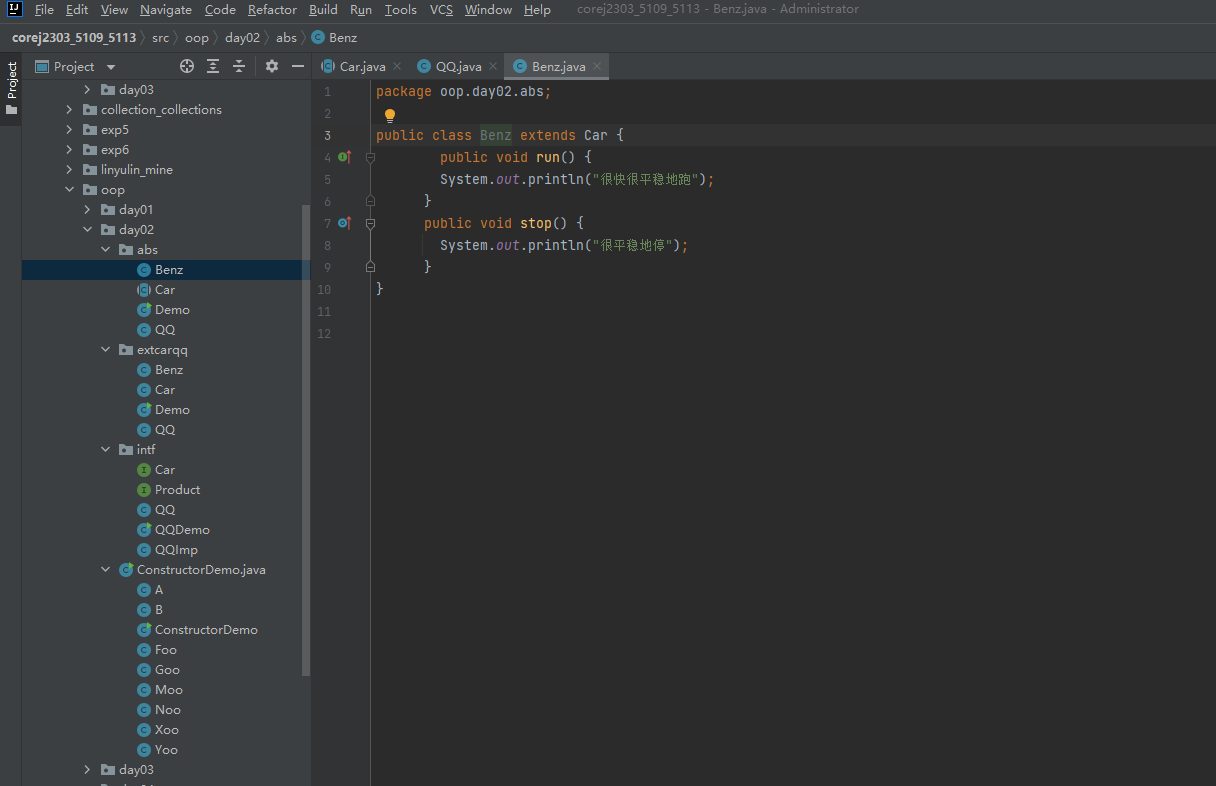 File Edit View Navigate Code Refactor Build Run Tools VCS Window Help corej2303_5109_5113 - Benz.java - Administrator
corej2303_5109_5113 src oop day02 abs Benz
Project
Project
Car.java QQ.java Benz.java
day03
collection_collections
exp5
exp6
linyulin_mine
oop
day01
day02
abs
Benz
Car
Demo
QQ
extcarqq
Benz
Car
Demo
QQ
intf
Car
Product
QQ
QQDemo
QQImp
ConstructorDemo.java
A
B
ConstructorDemo
Foo
Goo
Moo
Noo
Xoo
Yoo
day03
1 package oop.day02.abs;
2
3 public class Benz extends Car {
4 public void run() {
5 System.out.println("很快很平稳地跑");
6 }
7 public void stop() {
8 System.out.println("很平稳地停");
9 }
10 }
11
12